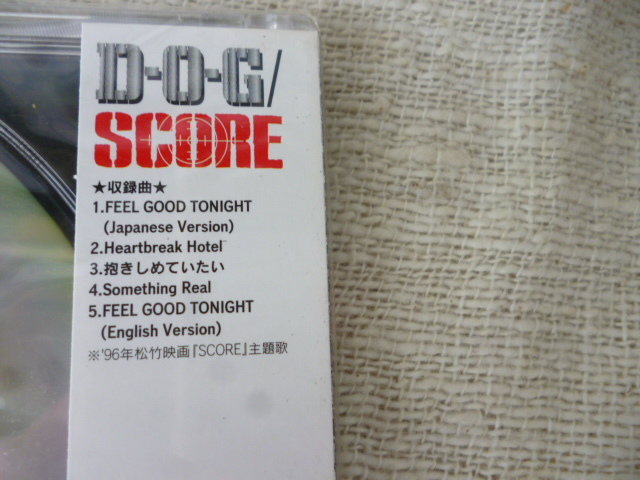 D-O-G/
SCORE
★収録曲★
1.FEEL GOOD TONIGHT
(Japanese Version)
2.Heartbreak Hotel
3.抱きしめていたい
4.Something Real
5.FEEL GOOD TONIGHT
(English Version)
※'96年松竹映画『SCORE』主題歌